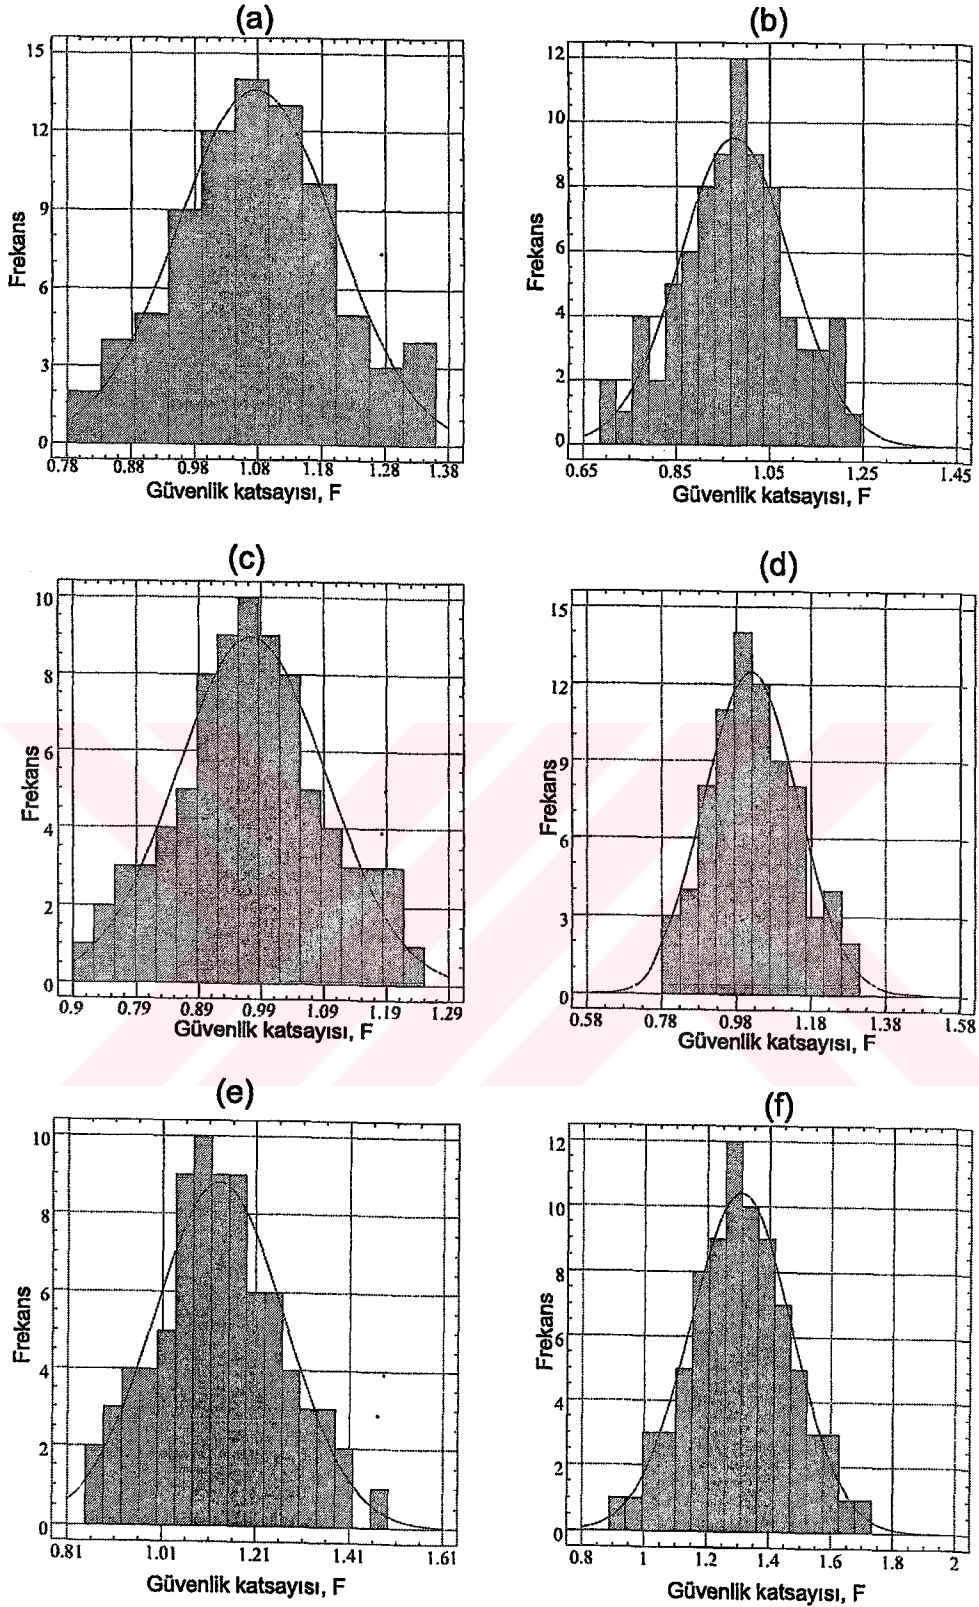 (a)
15
12
9
6
3
0
Frekans
0.78 0.88 0.98 1.08 1.18 1.28 1.38
Güvenlik katsayısı, F
(b)
12
10
8
6
4
2
0
Frekans
0.65 0.85 1.05 1.25 1.45
Güvenlik katsayısı, F
(c)
10
8
6
4
2
0
Frekans
0.9 0.79 0.89 0.99 1.09 1.19 1.29
Güvenlik katsayısı, F
(d)
15
12
9
6
3
0
Frekans
0.58 0.78 0.98 1.18 1.38 1.58
Güvenlik katsayısı, F
(e)
10
8
6
4
2
0
Frekans
0.81 1.01 1.21 1.41 1.61
Güvenlik katsayısı, F
(f)
12
10
8
6
4
2
0
Frekans
0.8 1 1.2 1.4 1.6 1.8 2
Güvenlik katsayısı, F